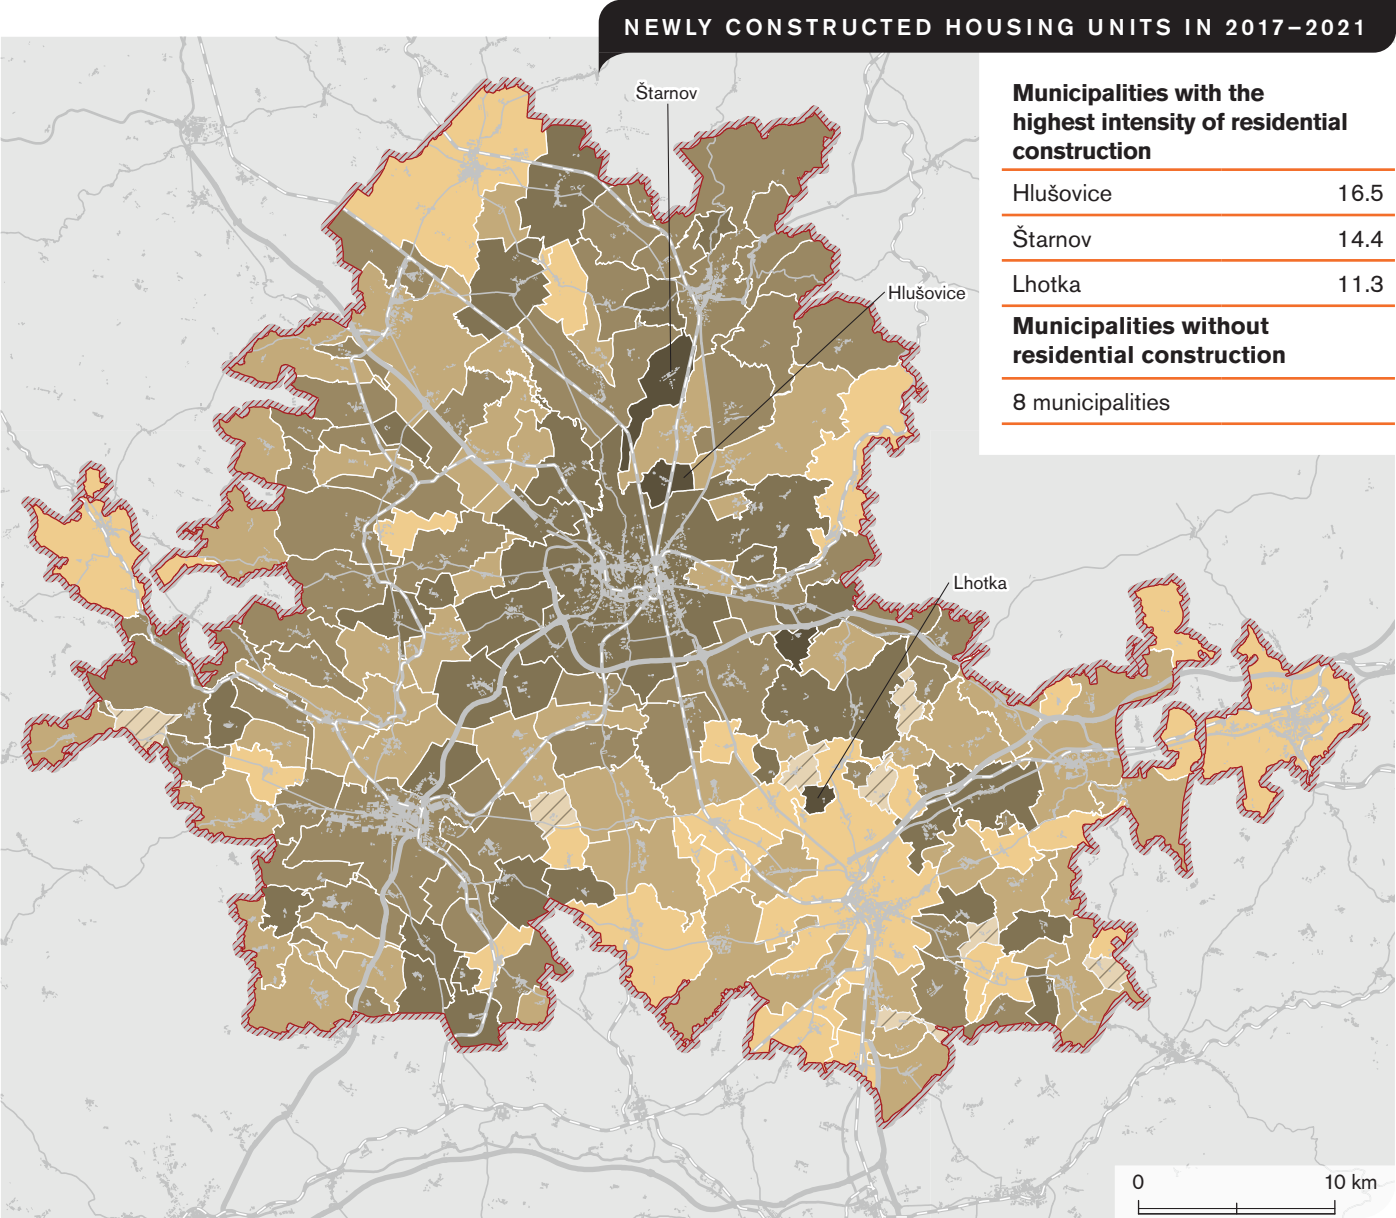 NEWLY CONSTRUCTED HOUSING UNITS IN 2017–2021
Municipalities with the
highest intensity of residential
construction
Hlušovice 16.5
Štarnov 14.4
Lhotka 11.3
Municipalities without
residential construction
8 municipalities
Štarnov
Hlušovice
Lhotka
0 10 km